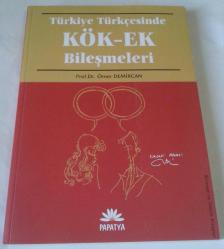 Türkiye Türkçesinde
KÖK-EK
Bileşmeleri
Prof.Dr. Ömer DEMİRCAN
PAPATYA